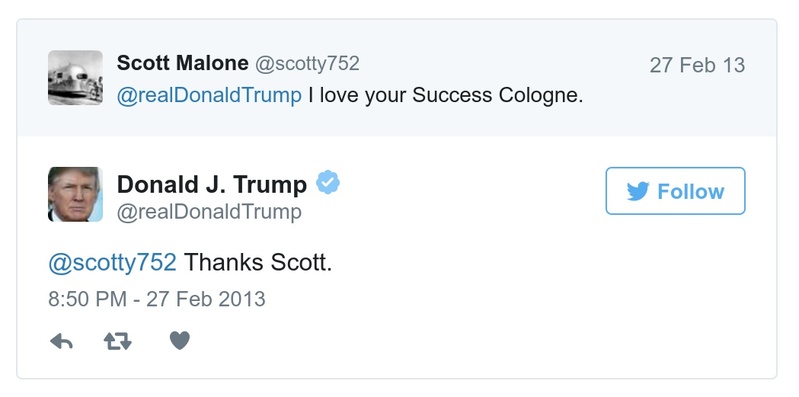 Scott Malone @scotty752
27 Feb 13
@realDonaldTrump I love your Success Cologne.
Donald J. Trump
@realDonaldTrump
Follow
@scotty752 Thanks Scott.
8:50 PM - 27 Feb 2013